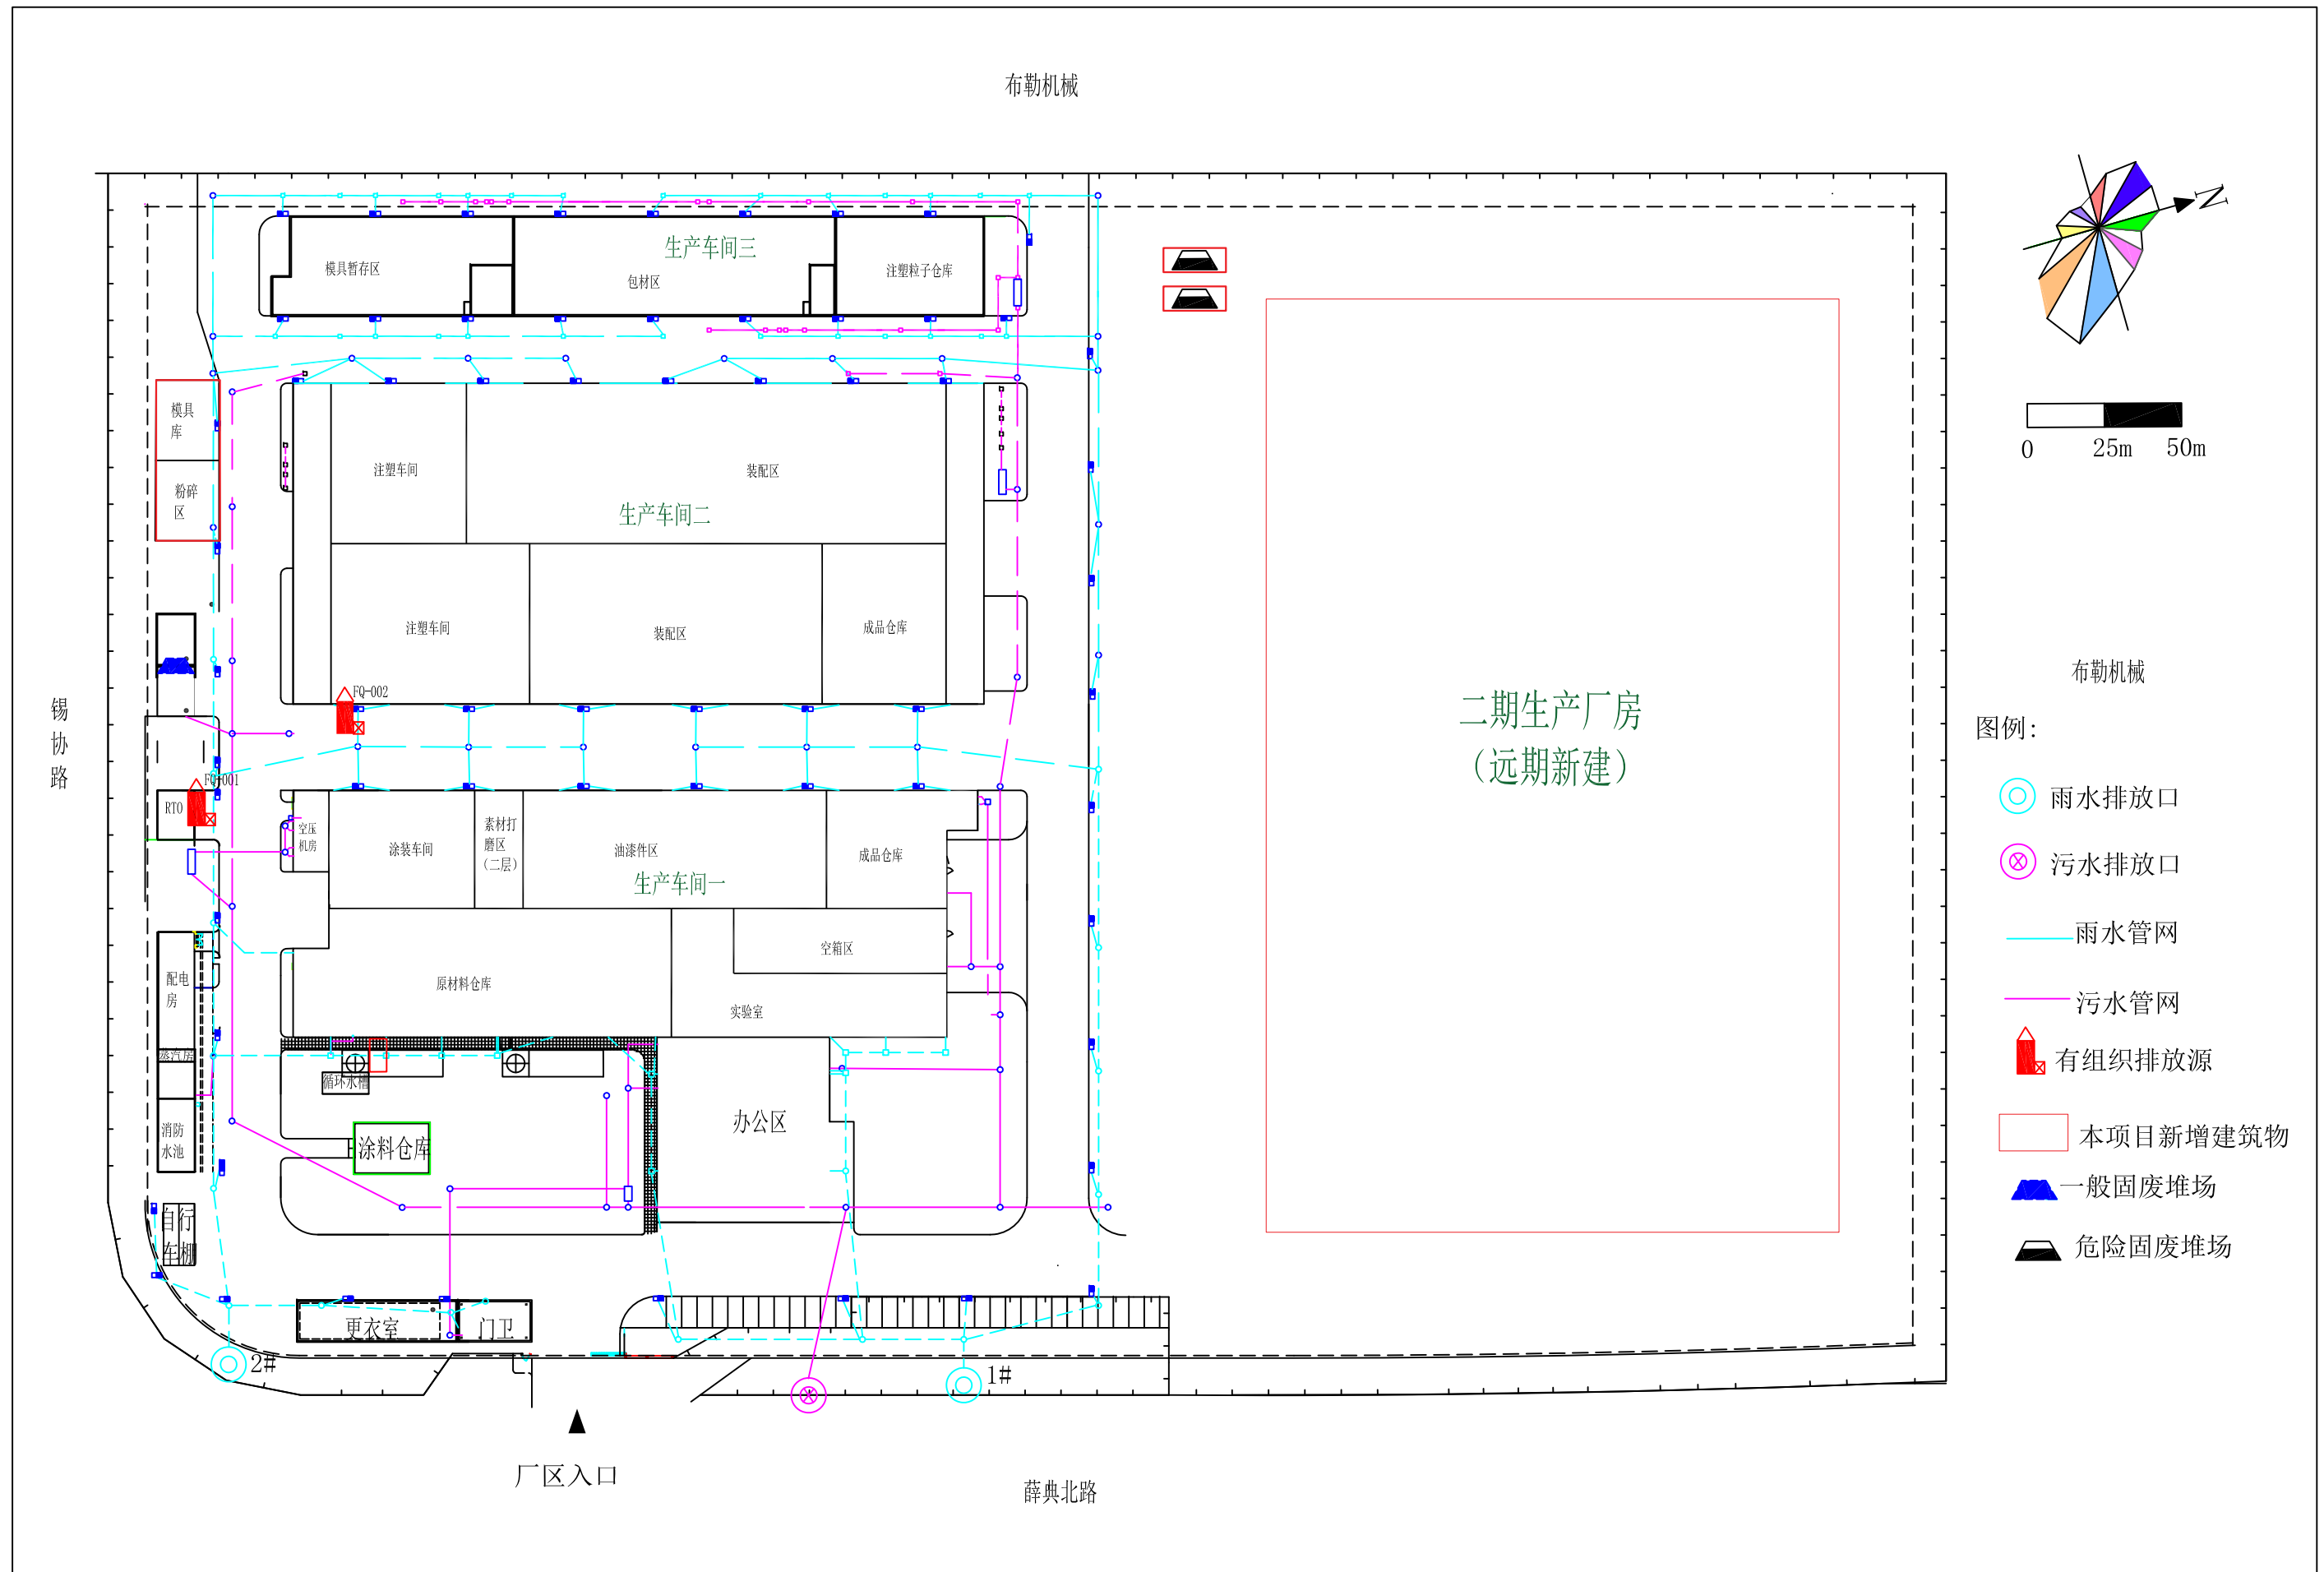 布勒机械
N
生产车间三
模具暂存区
包材区
注塑粒子仓库
模具
库
粉碎
区
注塑车间
装配区
生产车间二
注塑车间
装配区
成品仓库
0
25m
50m
锡
协
路
FQ-002
FQ-001
RTO
空压
机房
涂装车间
素材打
磨区
(二层)
油漆件区
生产车间一
成品仓库
空箱区
原材料仓库
实验室
配电
房
蒸汽房
循环水槽
消防
水池
涂料仓库
办公区
自行
车棚
更衣室
门卫
2#
1#
厂区入口
薛典北路
二期生产厂房
(远期新建)
布勒机械
图例:
雨水排放口
污水排放口
雨水管网
污水管网
有组织排放源
本项目新增建筑物
一般固废堆场
危险固废堆场